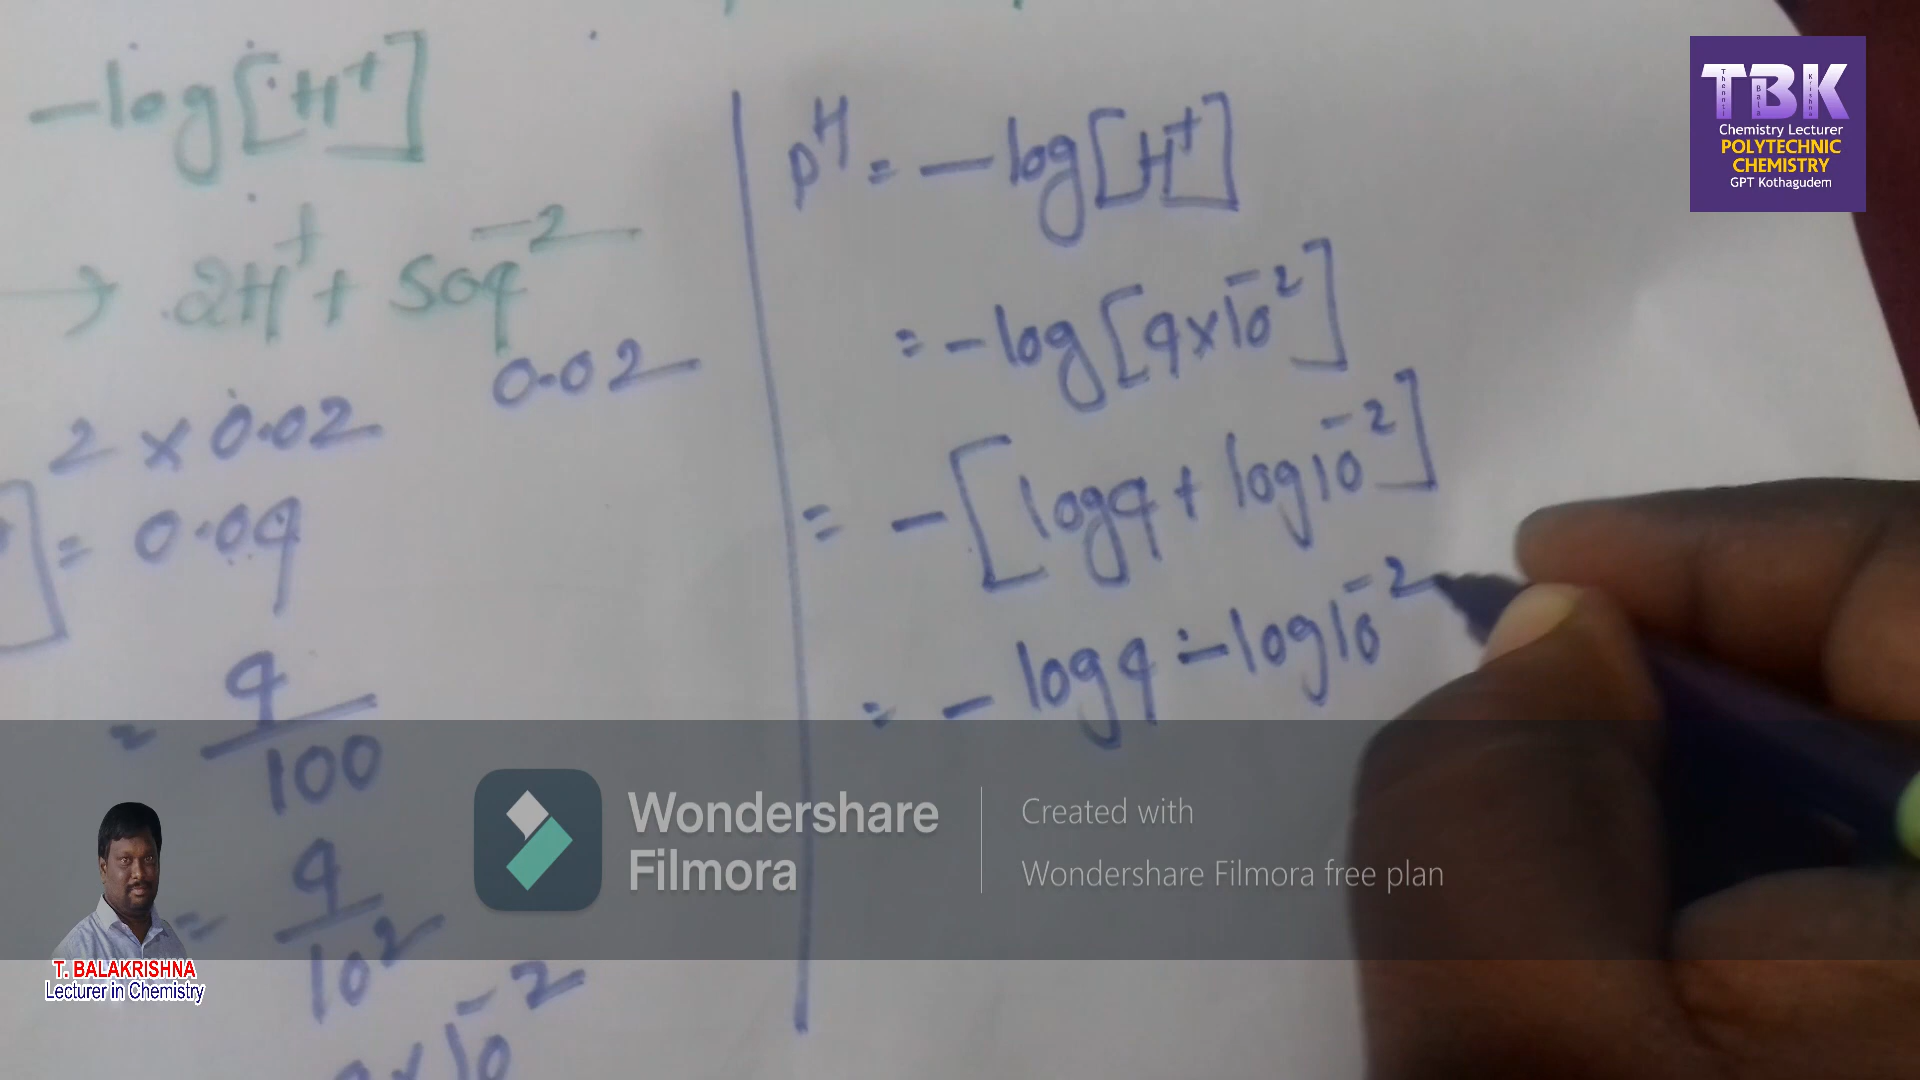 -log[H⁺]
→ 2H⁺ + SO4⁻²
0.02
2 × 0.02
] = 0.04
= 4/100
= 4/10²
×10⁻²
pᴴ = -log[H⁺]
= -log[4×10⁻²]
= -[log4 + log10⁻²]
= -log4 - log10⁻²
TBK
Chemistry Lecturer
POLYTECHNIC
CHEMISTRY
GPT Kothagudem
Wondershare
Filmora
Created with
Wondershare Filmora free plan
T. BALAKRISHNA
Lecturer in Chemistry